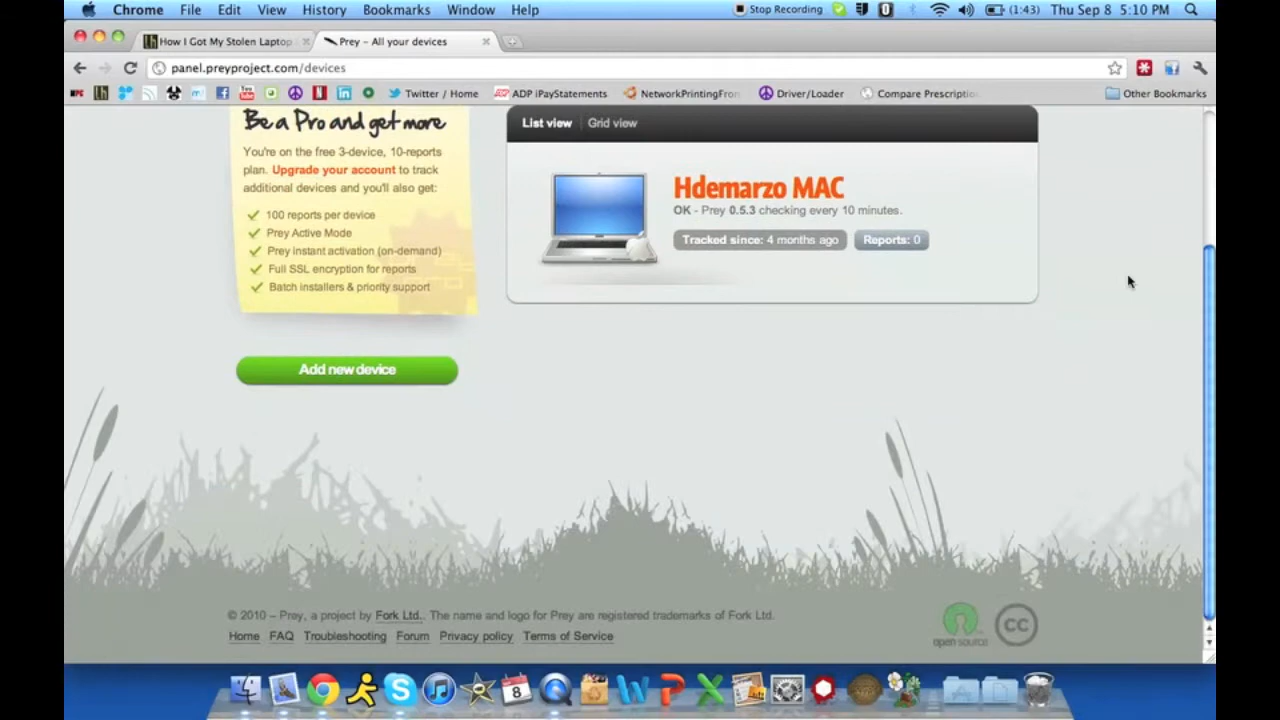 Chrome File Edit View History Bookmarks Window Help Stop Recording (1:43) Thu Sep 8 5:10 PM
How I Got My Stolen Laptop Prey – All your devices
panel.preyproject.com/devices
Twitter / Home ADP iPayStatements NetworkPrintingFron Driver/Loader Compare Prescriptio Other Bookmarks
Be a Pro and get more
You're on the free 3-device, 10-reports
plan. Upgrade your account to track
additional devices and you'll also get:
100 reports per device
Prey Active Mode
Prey instant activation (on-demand)
Full SSL encryption for reports
Batch installers & priority support
Add new device
List view Grid view
Hdemarzo MAC
OK - Prey 0.5.3 checking every 10 minutes.
Tracked since: 4 months ago Reports: 0
© 2010 – Prey, a project by Fork Ltd.. The name and logo for Prey are registered trademarks of Fork Ltd.
Home FAQ Troubleshooting Forum Privacy policy Terms of Service
open source
CC
8